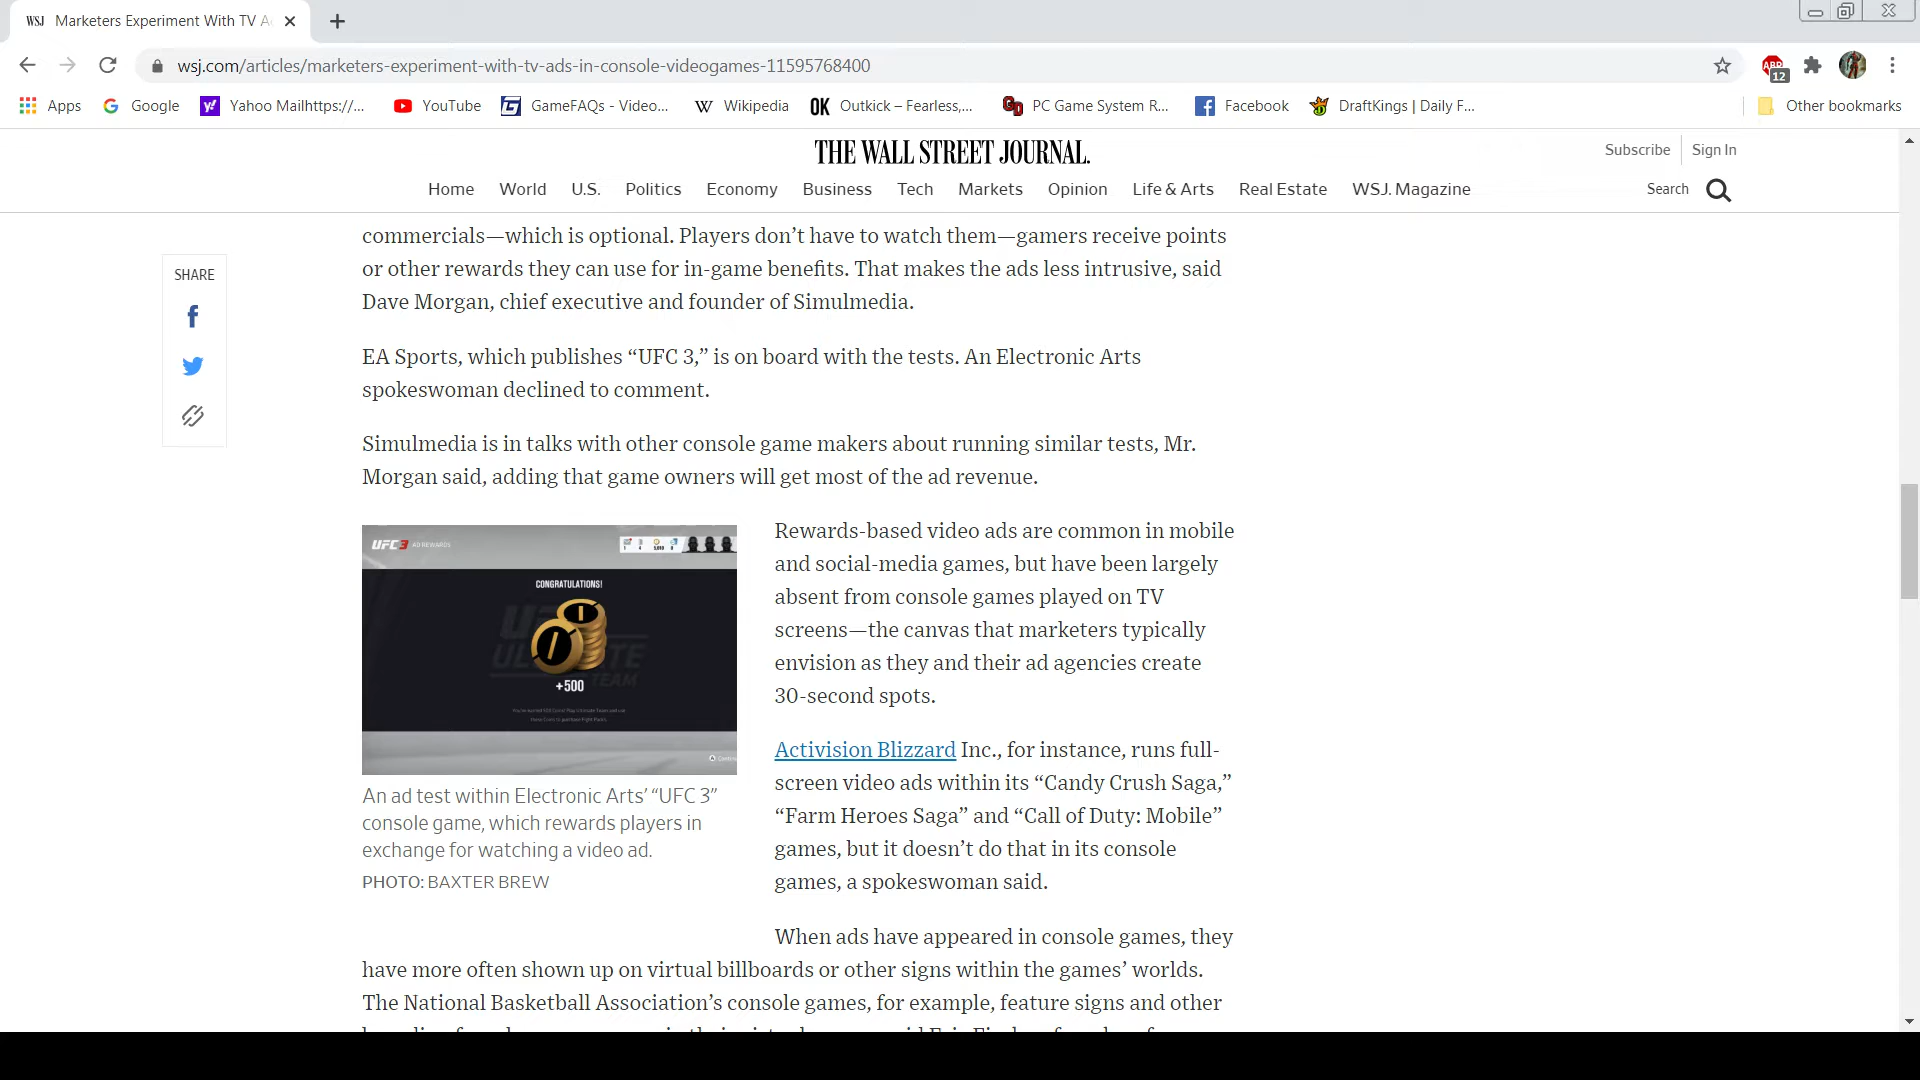 WSJ Marketers Experiment With TV A
wsj.com/articles/marketers-experiment-with-tv-ads-in-console-videogames-11595768400
ABP
12
Apps
Google
Yahoo Mailhttps://...
YouTube
GameFAQs - Video...
W Wikipedia
OK Outkick – Fearless,...
GD PC Game System R...
Facebook
DraftKings | Daily F...
Other bookmarks
THE WALL STREET JOURNAL.
Subscribe
Sign In
Home World U.S. Politics Economy Business Tech Markets Opinion Life & Arts Real Estate WSJ. Magazine
Search
SHARE
commercials—which is optional. Players don’t have to watch them—gamers receive points
or other rewards they can use for in-game benefits. That makes the ads less intrusive, said
Dave Morgan, chief executive and founder of Simulmedia.
EA Sports, which publishes “UFC 3,” is on board with the tests. An Electronic Arts
spokeswoman declined to comment.
Simulmedia is in talks with other console game makers about running similar tests, Mr.
Morgan said, adding that game owners will get most of the ad revenue.
UFC 3 AD REWARDS
CONGRATULATIONS!
+500
An ad test within Electronic Arts’ “UFC 3”
console game, which rewards players in
exchange for watching a video ad.
PHOTO: BAXTER BREW
Rewards-based video ads are common in mobile
and social-media games, but have been largely
absent from console games played on TV
screens—the canvas that marketers typically
envision as they and their ad agencies create
30-second spots.
Activision Blizzard Inc., for instance, runs full-
screen video ads within its “Candy Crush Saga,”
“Farm Heroes Saga” and “Call of Duty: Mobile”
games, but it doesn’t do that in its console
games, a spokeswoman said.
When ads have appeared in console games, they
have more often shown up on virtual billboards or other signs within the games’ worlds.
The National Basketball Association’s console games, for example, feature signs and other